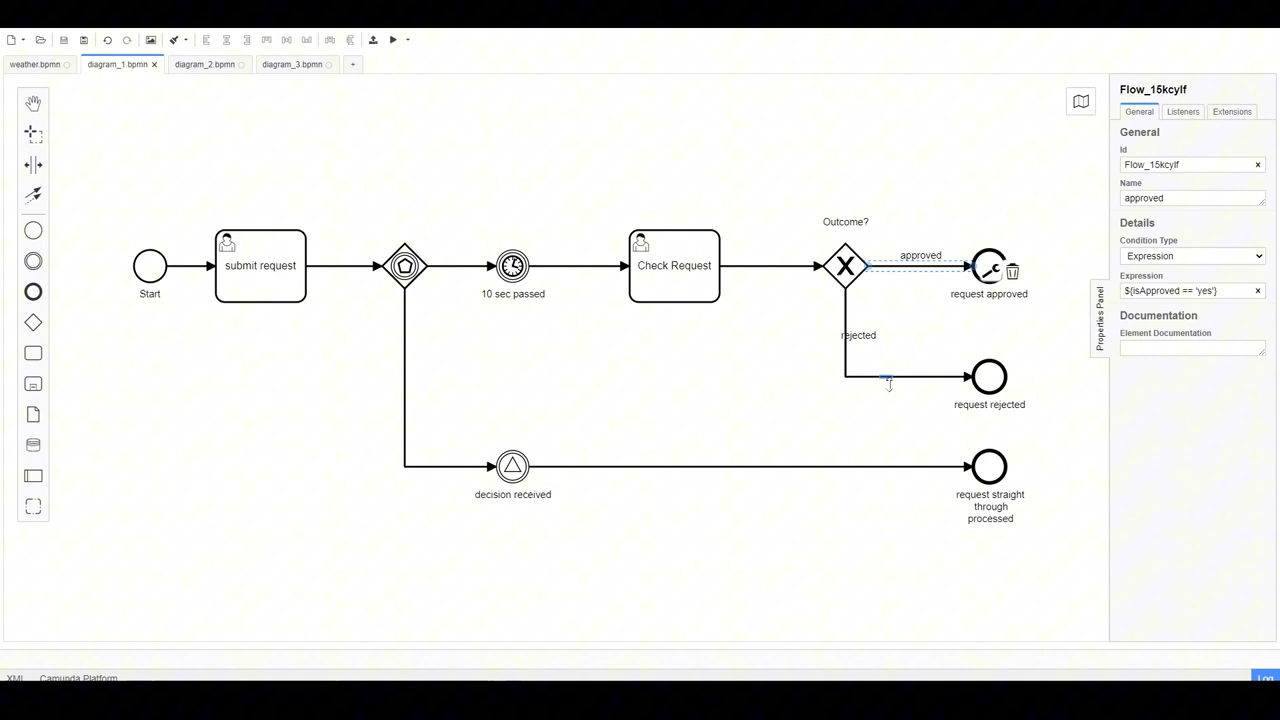 weather.bpmn
diagram_1.bpmn
diagram_2.bpmn
diagram_3.bpmn
Flow_15kcylf
General
Listeners
Extensions
General
Id
Flow_15kcylf
Name
approved
Details
Condition Type
Expression
Expression
${isApproved == 'yes'}
Documentation
Element Documentation
Properties Panel
Outcome?
submit request
Check Request
approved
Start
10 sec passed
request approved
rejected
request rejected
decision received
request straight
through
processed
XML
Camunda Platform
Log